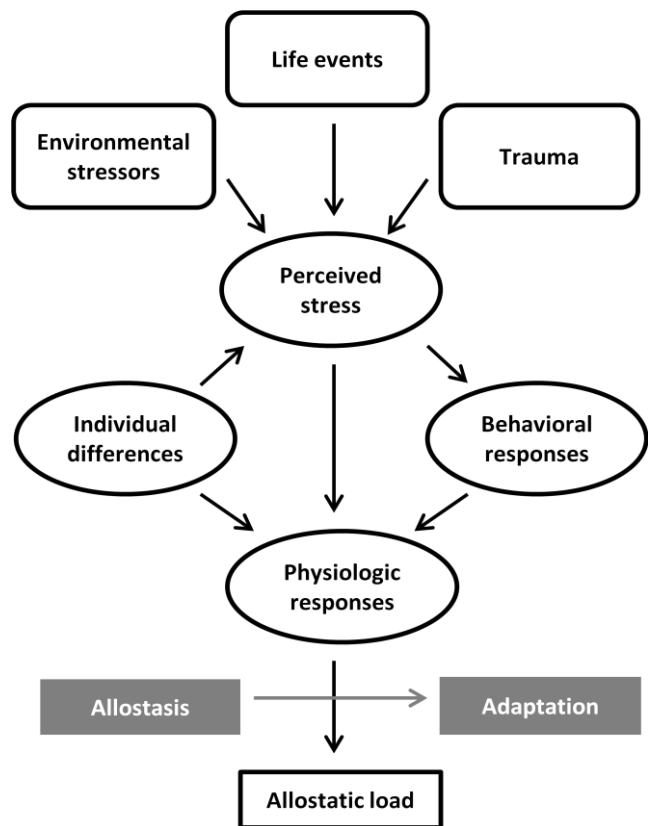 Life events
Environmental
stressors
Trauma
Perceived
stress
Individual
differences
Behavioral
responses
Physiologic
responses
Allostasis
Adaptation
Allostatic load